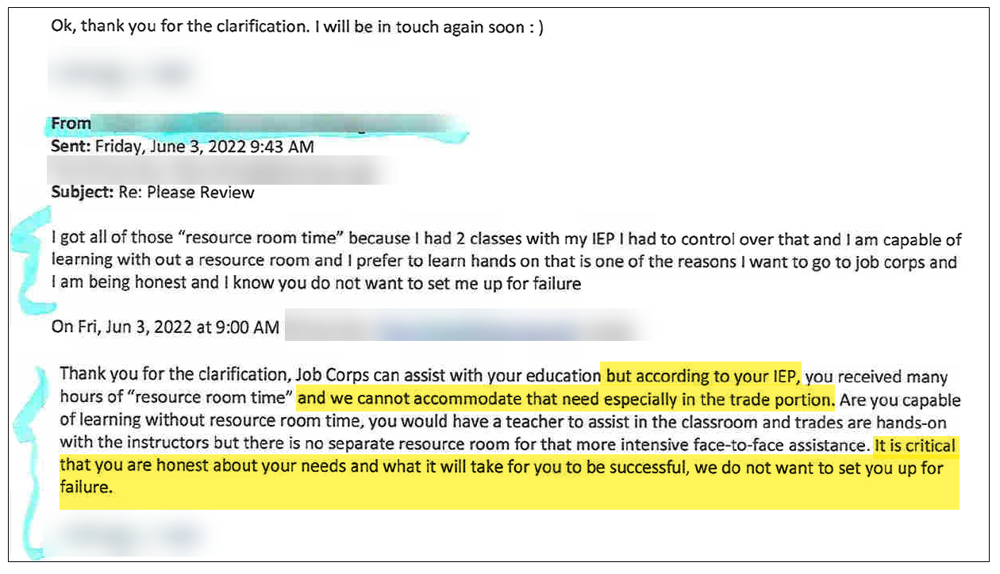 Ok, thank you for the clarification. I will be in touch again soon : )
From
Sent: Friday, June 3, 2022 9:43 AM
Subject: Re: Please Review
I got all of those “resource room time” because I had 2 classes with my IEP I had to control over that and I am capable of
learning with out a resource room and I prefer to learn hands on that is one of the reasons I want to go to job corps and
I am being honest and I know you do not want to set me up for failure
On Fri, Jun 3, 2022 at 9:00 AM
Thank you for the clarification, Job Corps can assist with your education but according to your IEP, you received many
hours of “resource room time” and we cannot accommodate that need especially in the trade portion. Are you capable
of learning without resource room time, you would have a teacher to assist in the classroom and trades are hands-on
with the instructors but there is no separate resource room for that more intensive face-to-face assistance. It is critical
that you are honest about your needs and what it will take for you to be successful, we do not want to set you up for
failure.